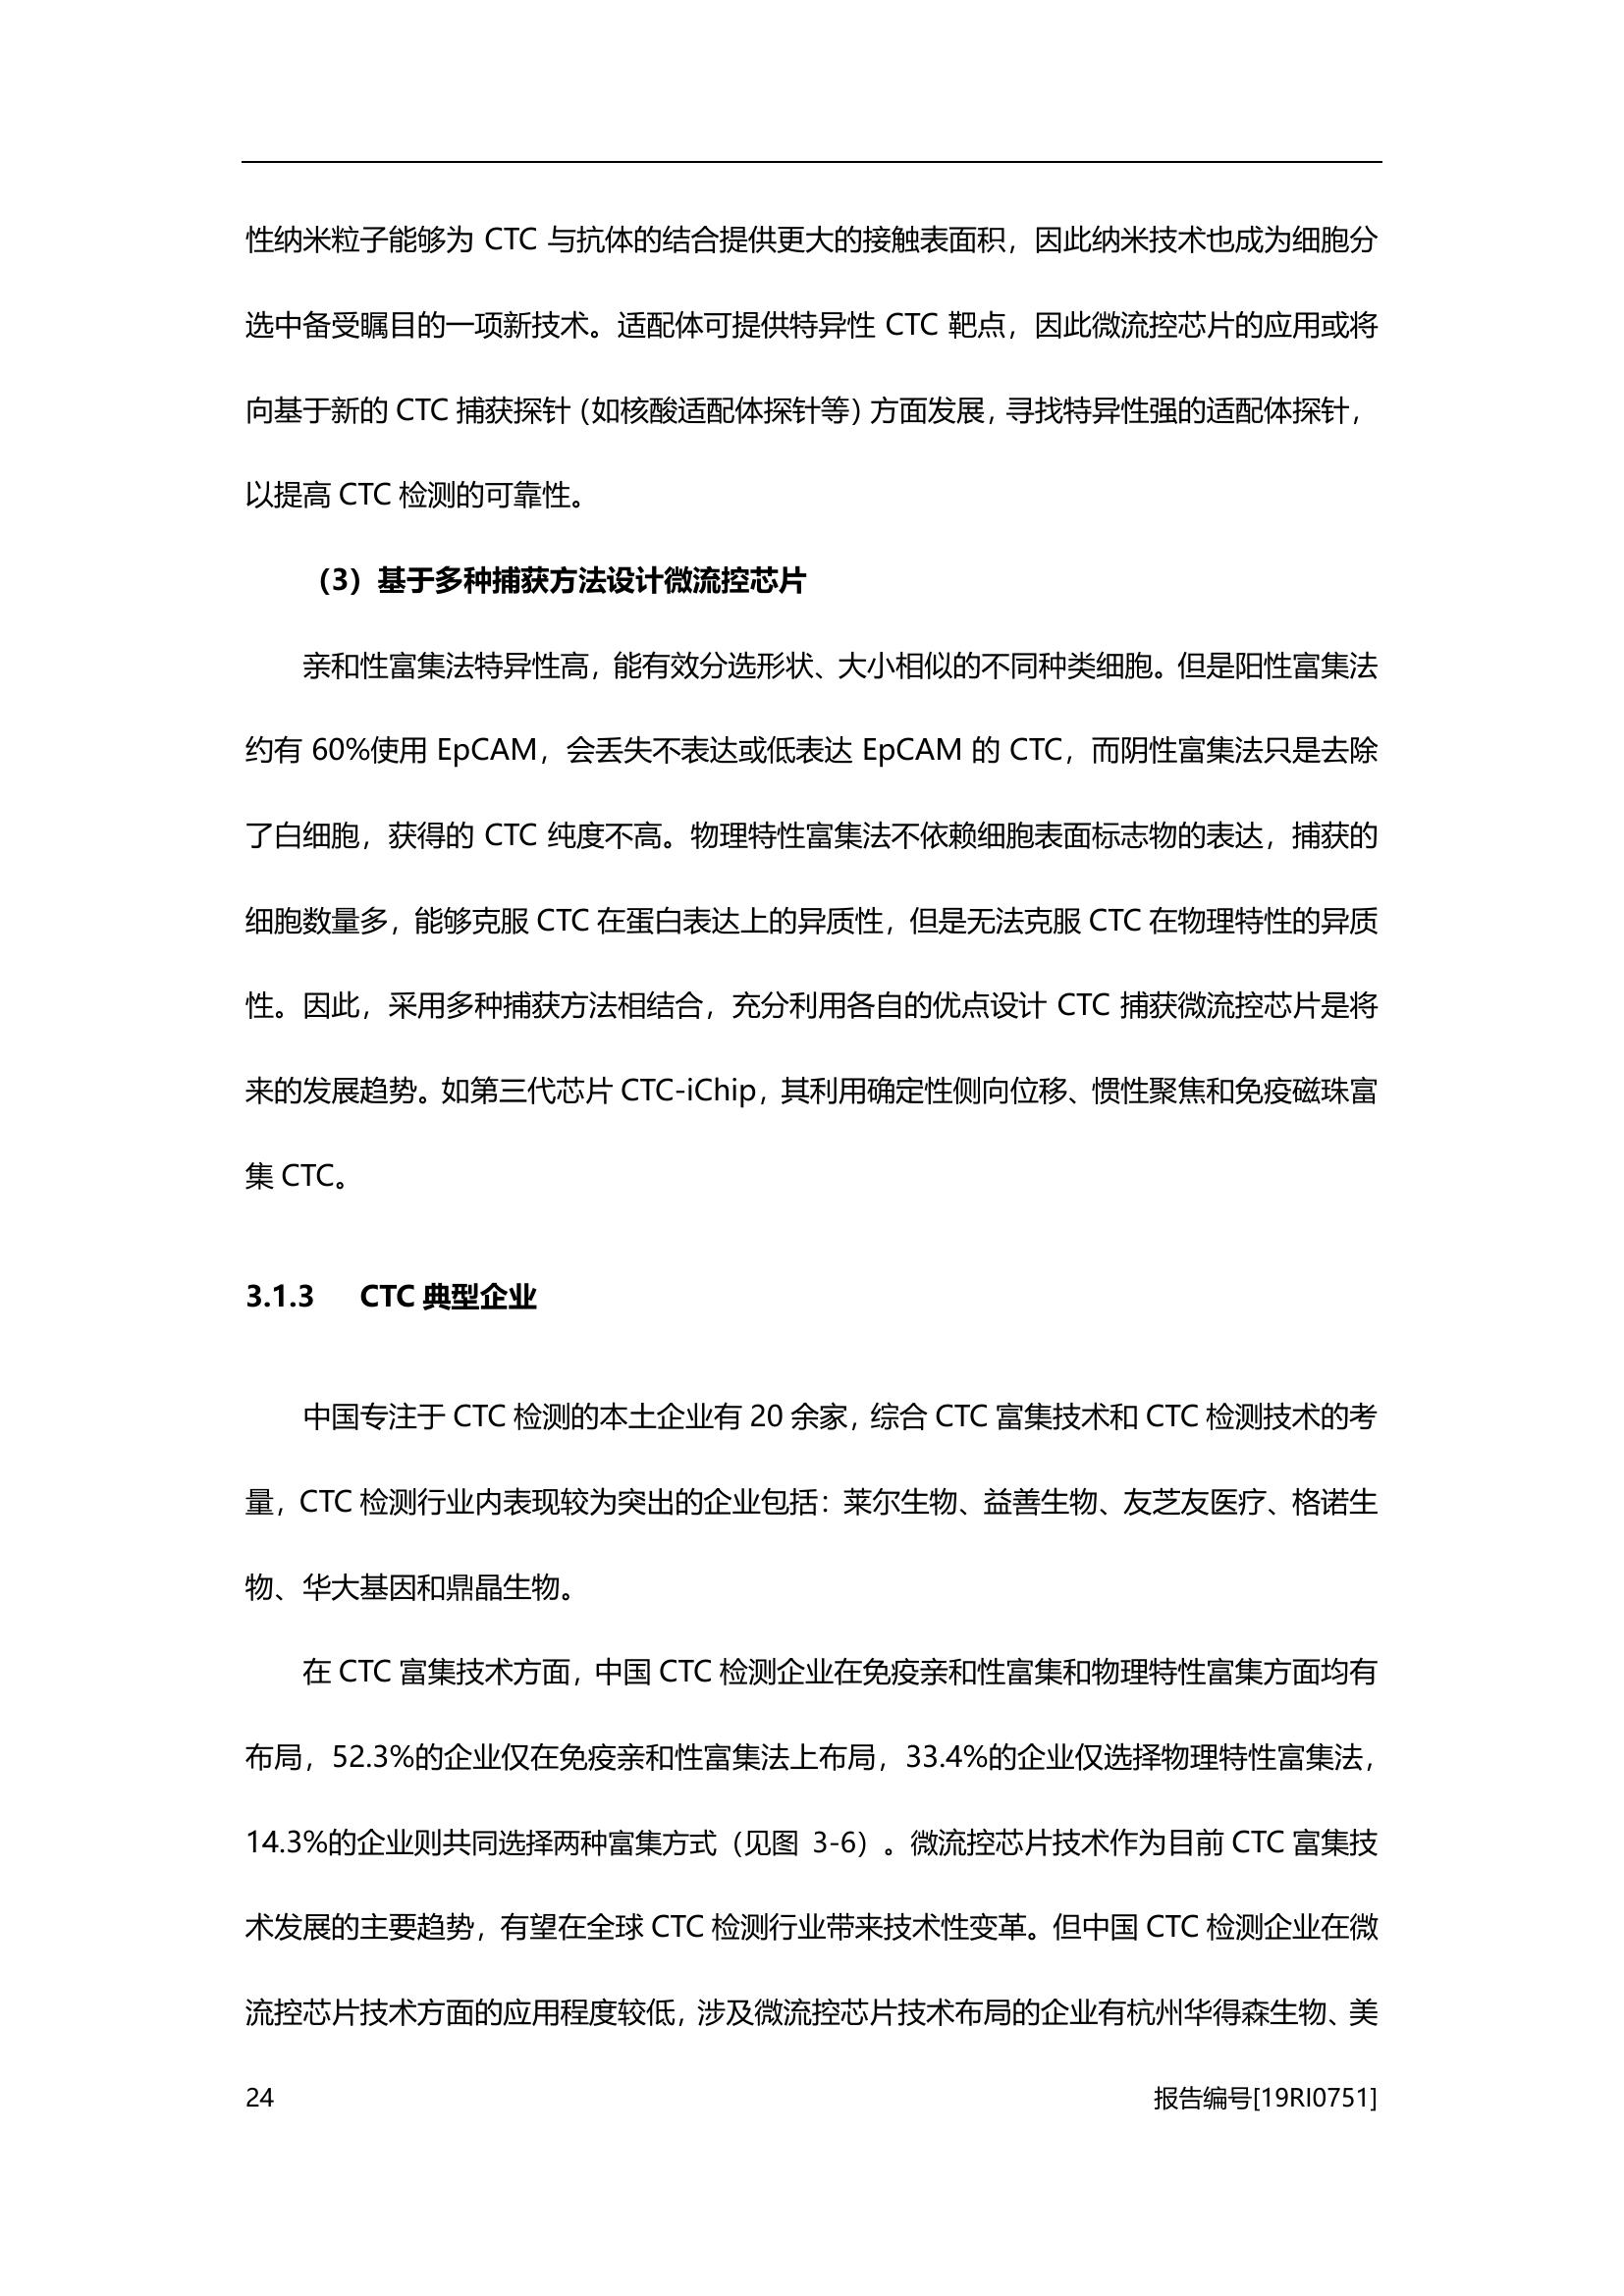 性纳米粒子能够为 CTC 与抗体的结合提供更大的接触表面积，因此纳米技术也成为细胞分
选中备受瞩目的一项新技术。适配体可提供特异性 CTC 靶点，因此微流控芯片的应用或将
向基于新的 CTC 捕获探针（如核酸适配体探针等）方面发展，寻找特异性强的适配体探针，
以提高 CTC 检测的可靠性。
（3）基于多种捕获方法设计微流控芯片
亲和性富集法特异性高，能有效分选形状、大小相似的不同种类细胞。但是阳性富集法
约有 60%使用 EpCAM，会丢失不表达或低表达 EpCAM 的 CTC，而阴性富集法只是去除
了白细胞，获得的 CTC 纯度不高。物理特性富集法不依赖细胞表面标志物的表达，捕获的
细胞数量多，能够克服 CTC 在蛋白表达上的异质性，但是无法克服 CTC 在物理特性的异质
性。因此，采用多种捕获方法相结合，充分利用各自的优点设计 CTC 捕获微流控芯片是将
来的发展趋势。如第三代芯片 CTC-iChip，其利用确定性侧向位移、惯性聚焦和免疫磁珠富
集 CTC。
3.1.3 CTC 典型企业
中国专注于 CTC 检测的本土企业有 20 余家，综合 CTC 富集技术和 CTC 检测技术的考
量，CTC 检测行业内表现较为突出的企业包括：莱尔生物、益善生物、友芝友医疗、格诺生
物、华大基因和鼎晶生物。
在 CTC 富集技术方面，中国 CTC 检测企业在免疫亲和性富集和物理特性富集方面均有
布局，52.3%的企业仅在免疫亲和性富集法上布局，33.4%的企业仅选择物理特性富集法，
14.3%的企业则共同选择两种富集方式（见图 3-6）。微流控芯片技术作为目前 CTC 富集技
术发展的主要趋势，有望在全球 CTC 检测行业带来技术性变革。但中国 CTC 检测企业在微
流控芯片技术方面的应用程度较低，涉及微流控芯片技术布局的企业有杭州华得森生物、美
24 报告编号[19RI0751]